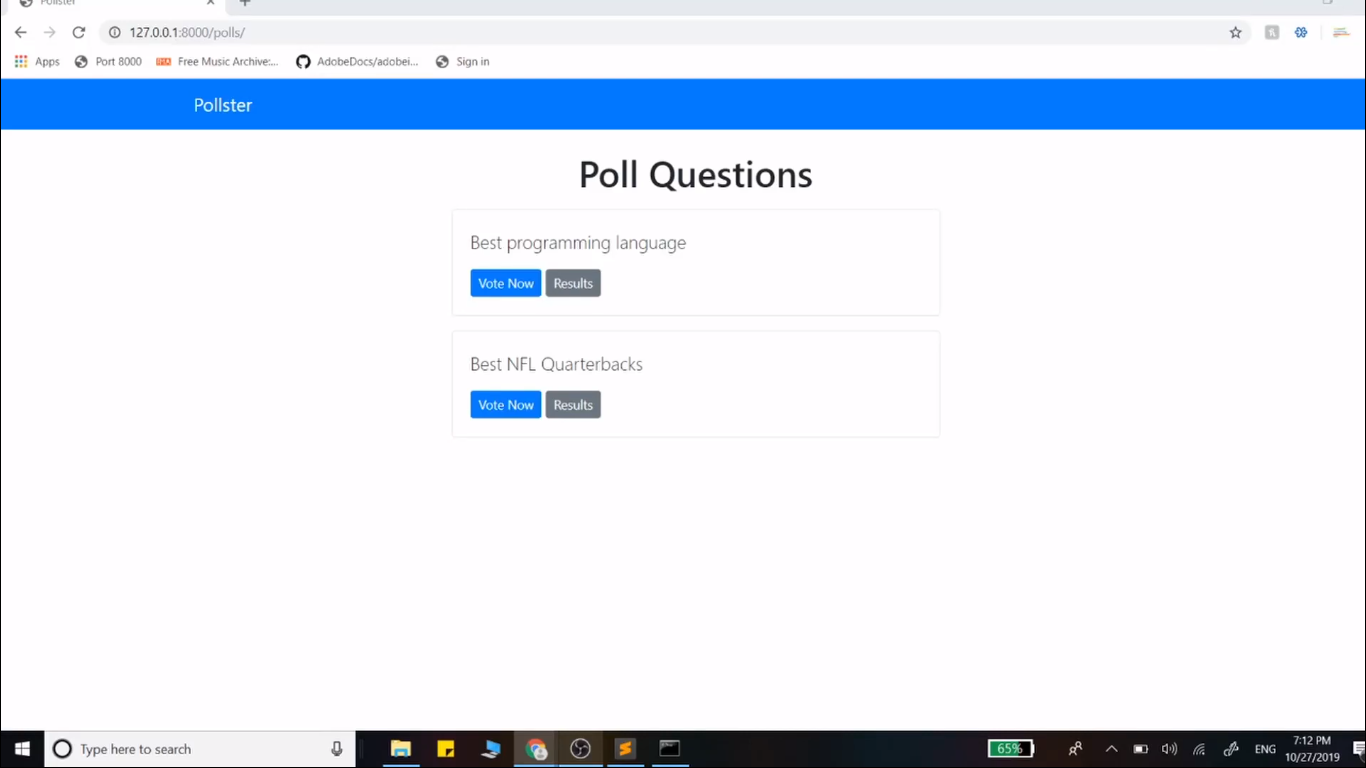 Pollster
127.0.0.1:8000/polls/
Apps Port 8000 Free Music Archive:... AdobeDocs/adobei... Sign in
Pollster
Poll Questions
Best programming language
Vote Now Results
Best NFL Quarterbacks
Vote Now Results
Type here to search
65%
ENG
7:12 PM
10/27/2019